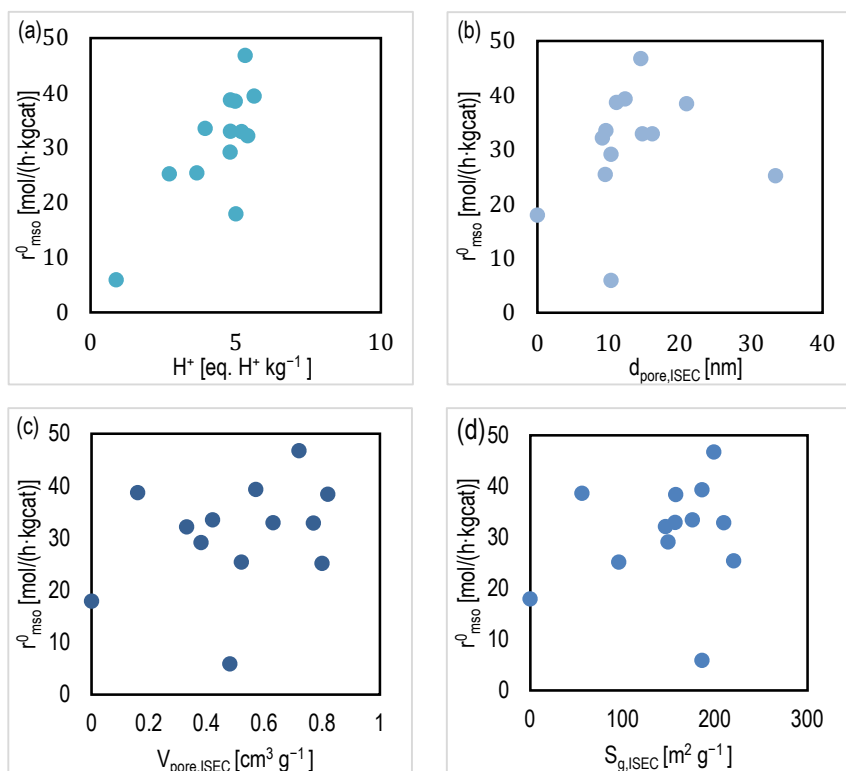 (a)
50
40
30
20
10
0
r⁰mso [mol/(h·kgcat)]
0 5 10
H⁺ [eq. H⁺ kg⁻¹ ]
(b)
50
40
30
20
10
0
r⁰mso [mol/(h·kgcat)]
0 10 20 30 40
dpore,ISEC [nm]
(c)
50
40
30
20
10
0
r⁰mso [mol/(h·kgcat)]
0 0.2 0.4 0.6 0.8 1
Vpore,ISEC [cm³ g⁻¹]
(d)
50
40
30
20
10
0
r⁰mso [mol/(h·kgcat)]
0 100 200 300
Sg,ISEC [m² g⁻¹]